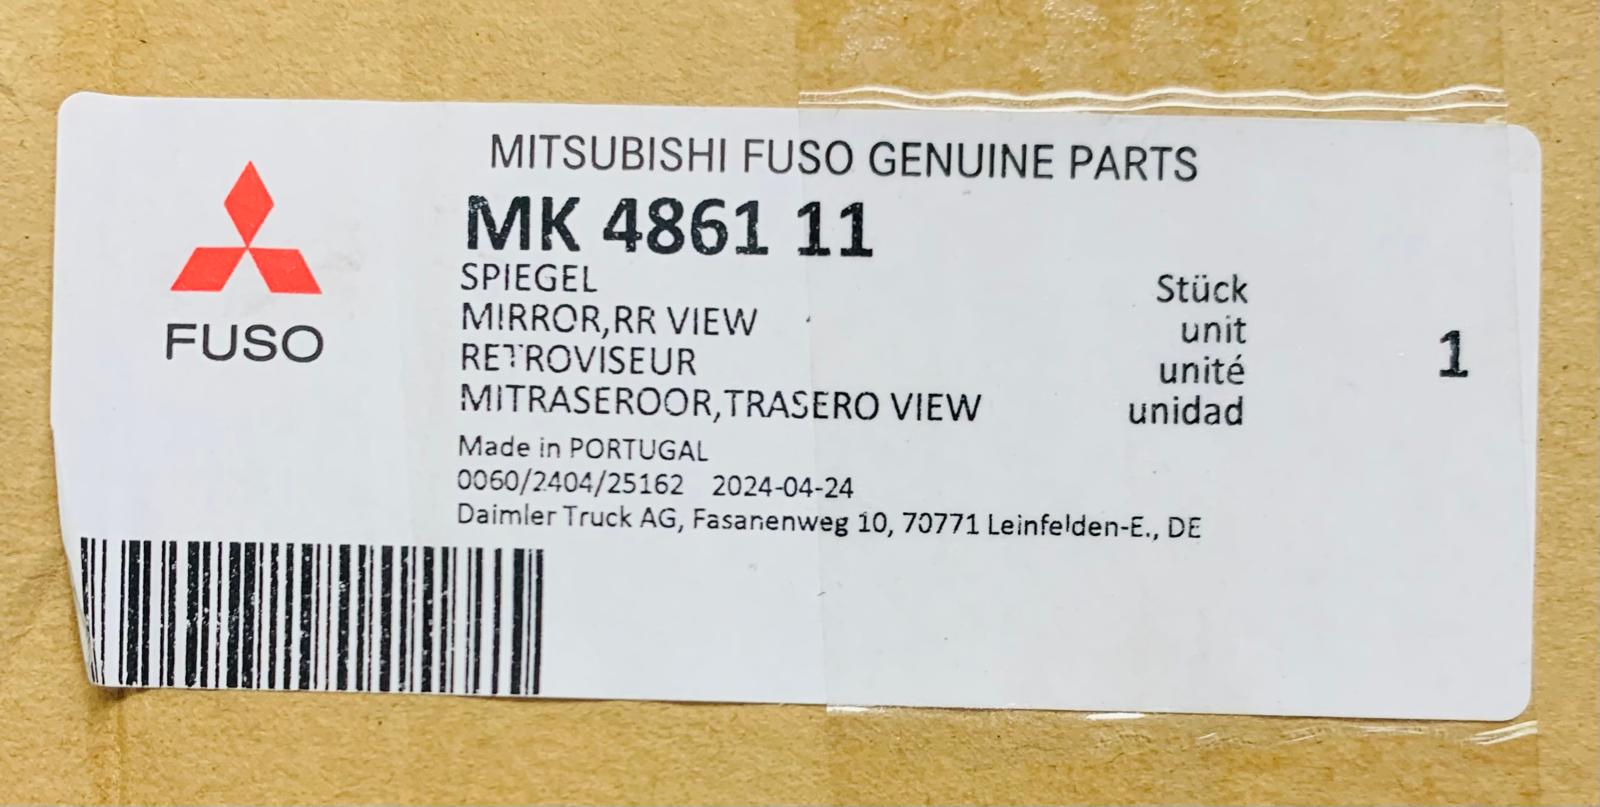 MITSUBISHI FUSO GENUINE PARTS
MK 4861 11
SPIEGEL Stück
MIRROR,RR VIEW unit
RETROVISEUR unité
MITRASEROOR,TRASERO VIEW unidad
1
Made in PORTUGAL
0060/2404/25162 2024-04-24
Daimler Truck AG, Fasanenweg 10, 70771 Leinfelden-E., DE
FUSO